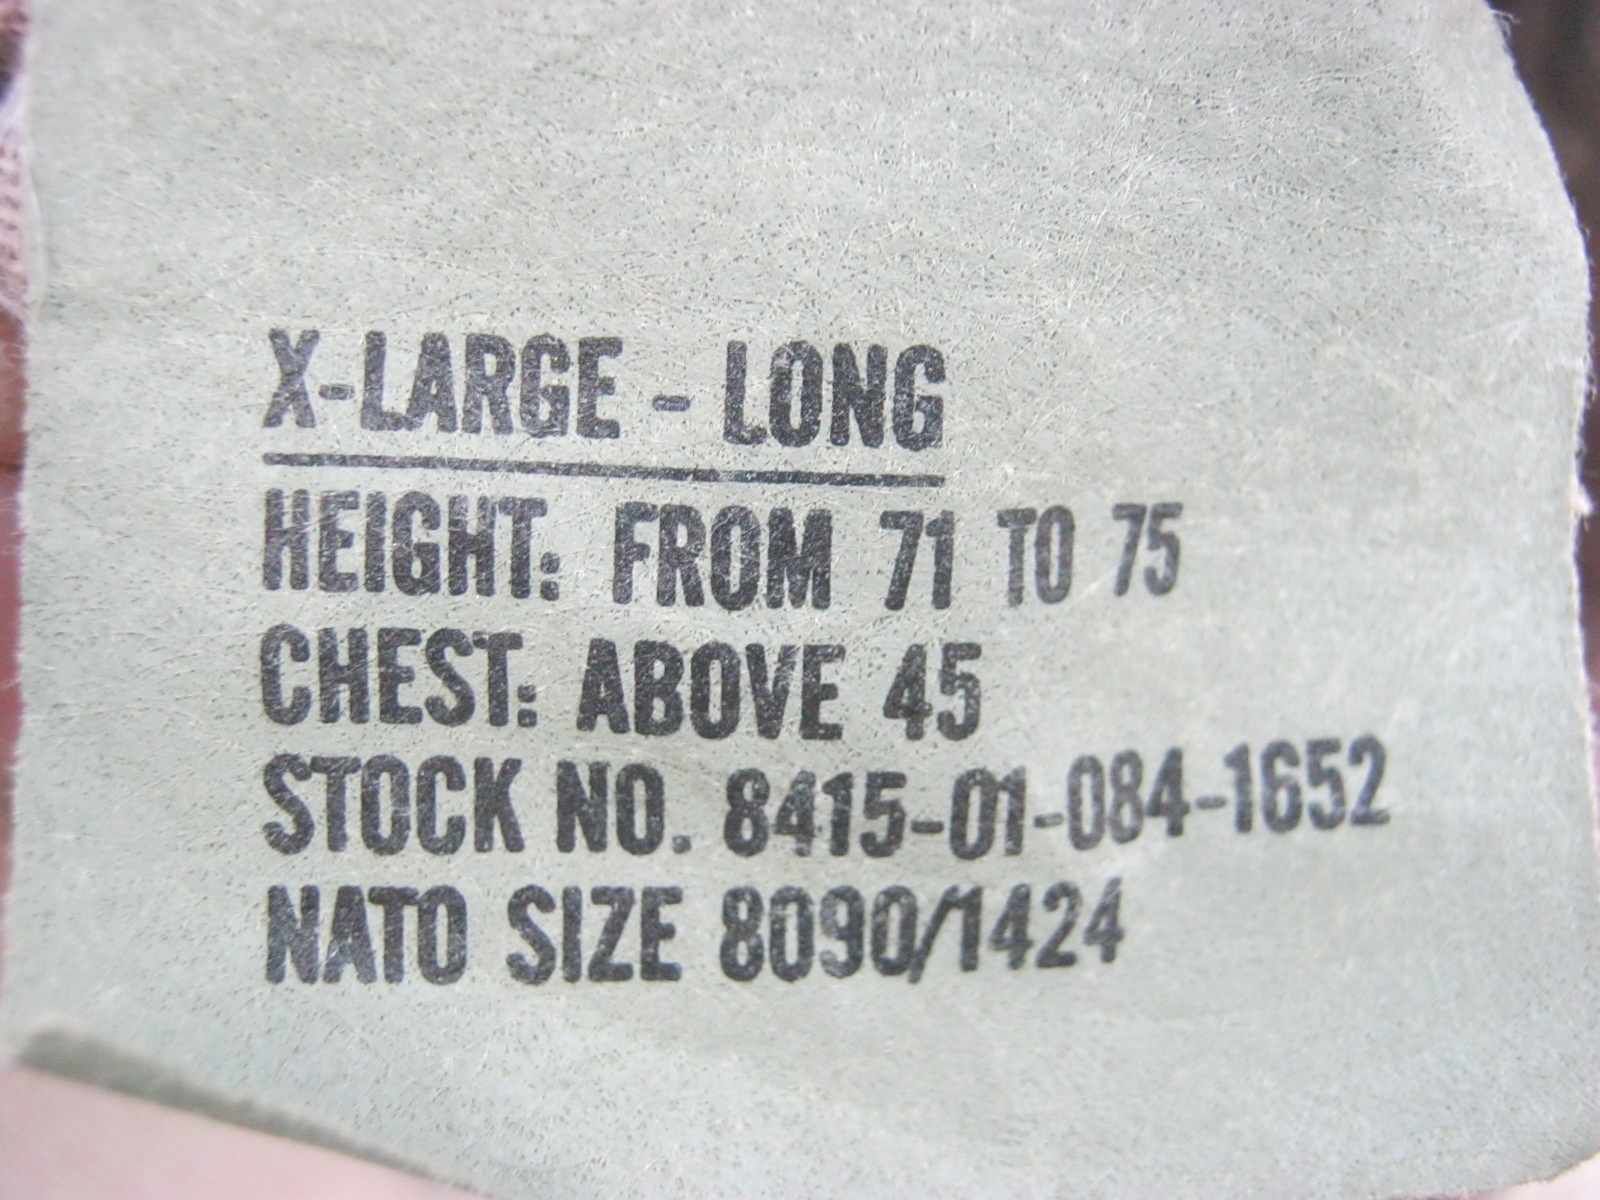 X-LARGE - LONG
HEIGHT: FROM 71 TO 75
CHEST: ABOVE 45
STOCK NO. 8415-01-084-1652
NATO SIZE 8090/1424